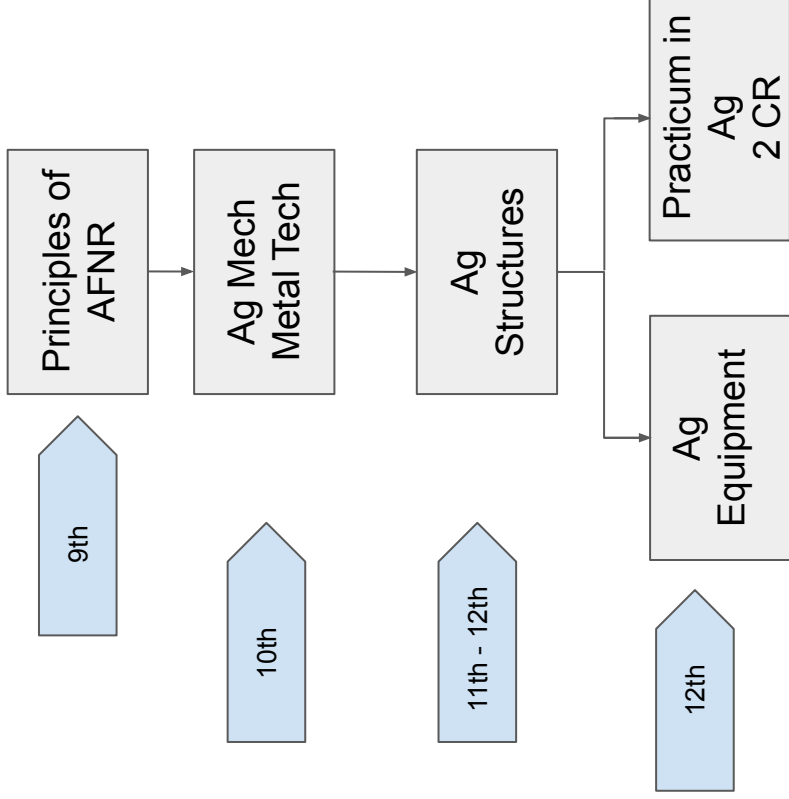 9th
Principles of
AFNR
10th
Ag Mech
Metal Tech
11th - 12th
Ag
Structures
12th
Ag
Equipment
Practicum in
Ag
2 CR